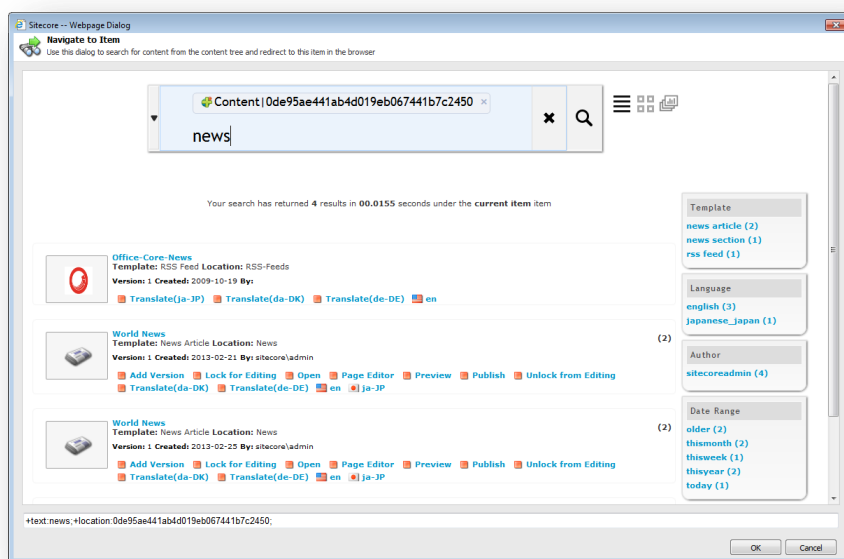 Sitecore -- Webpage Dialog
Navigate to Item
Use this dialog to search for content from the content tree and redirect to this item in the browser
Content|0de95ae441ab4d019eb067441b7c2450 ×
news
Your search has returned 4 results in 00.0155 seconds under the current item item
Office-Core-News
Template: RSS Feed Location: RSS-Feeds
Version: 1 Created: 2009-10-19 By:
Translate(ja-JP) Translate(da-DK) Translate(de-DE) en
World News (2)
Template: News Article Location: News
Version: 1 Created: 2013-02-21 By: sitecore\admin
Add Version Lock for Editing Open Page Editor Preview Publish Unlock from Editing
Translate(da-DK) Translate(de-DE) en ja-JP
World News (2)
Template: News Article Location: News
Version: 1 Created: 2013-02-25 By: sitecore\admin
Add Version Lock for Editing Open Page Editor Preview Publish Unlock from Editing
Translate(da-DK) Translate(de-DE) en ja-JP
Template
news article (2)
news section (1)
rss feed (1)
Language
english (3)
japanese_japan (1)
Author
sitecoreadmin (4)
Date Range
older (2)
thismonth (2)
thisweek (1)
thisyear (2)
today (1)
+text:news;+location:0de95ae441ab4d019eb067441b7c2450;
OK Cancel